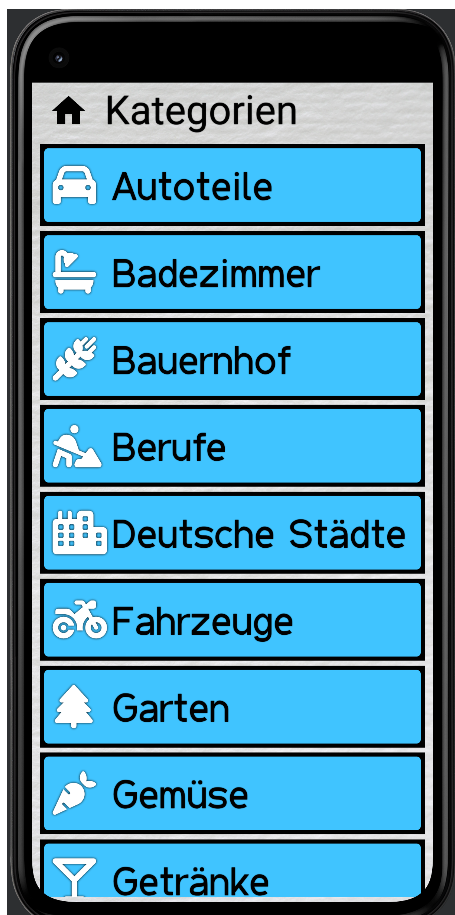 Kategorien
Autoteile
Badezimmer
Bauernhof
Berufe
Deutsche Städte
Fahrzeuge
Garten
Gemüse
Getränke